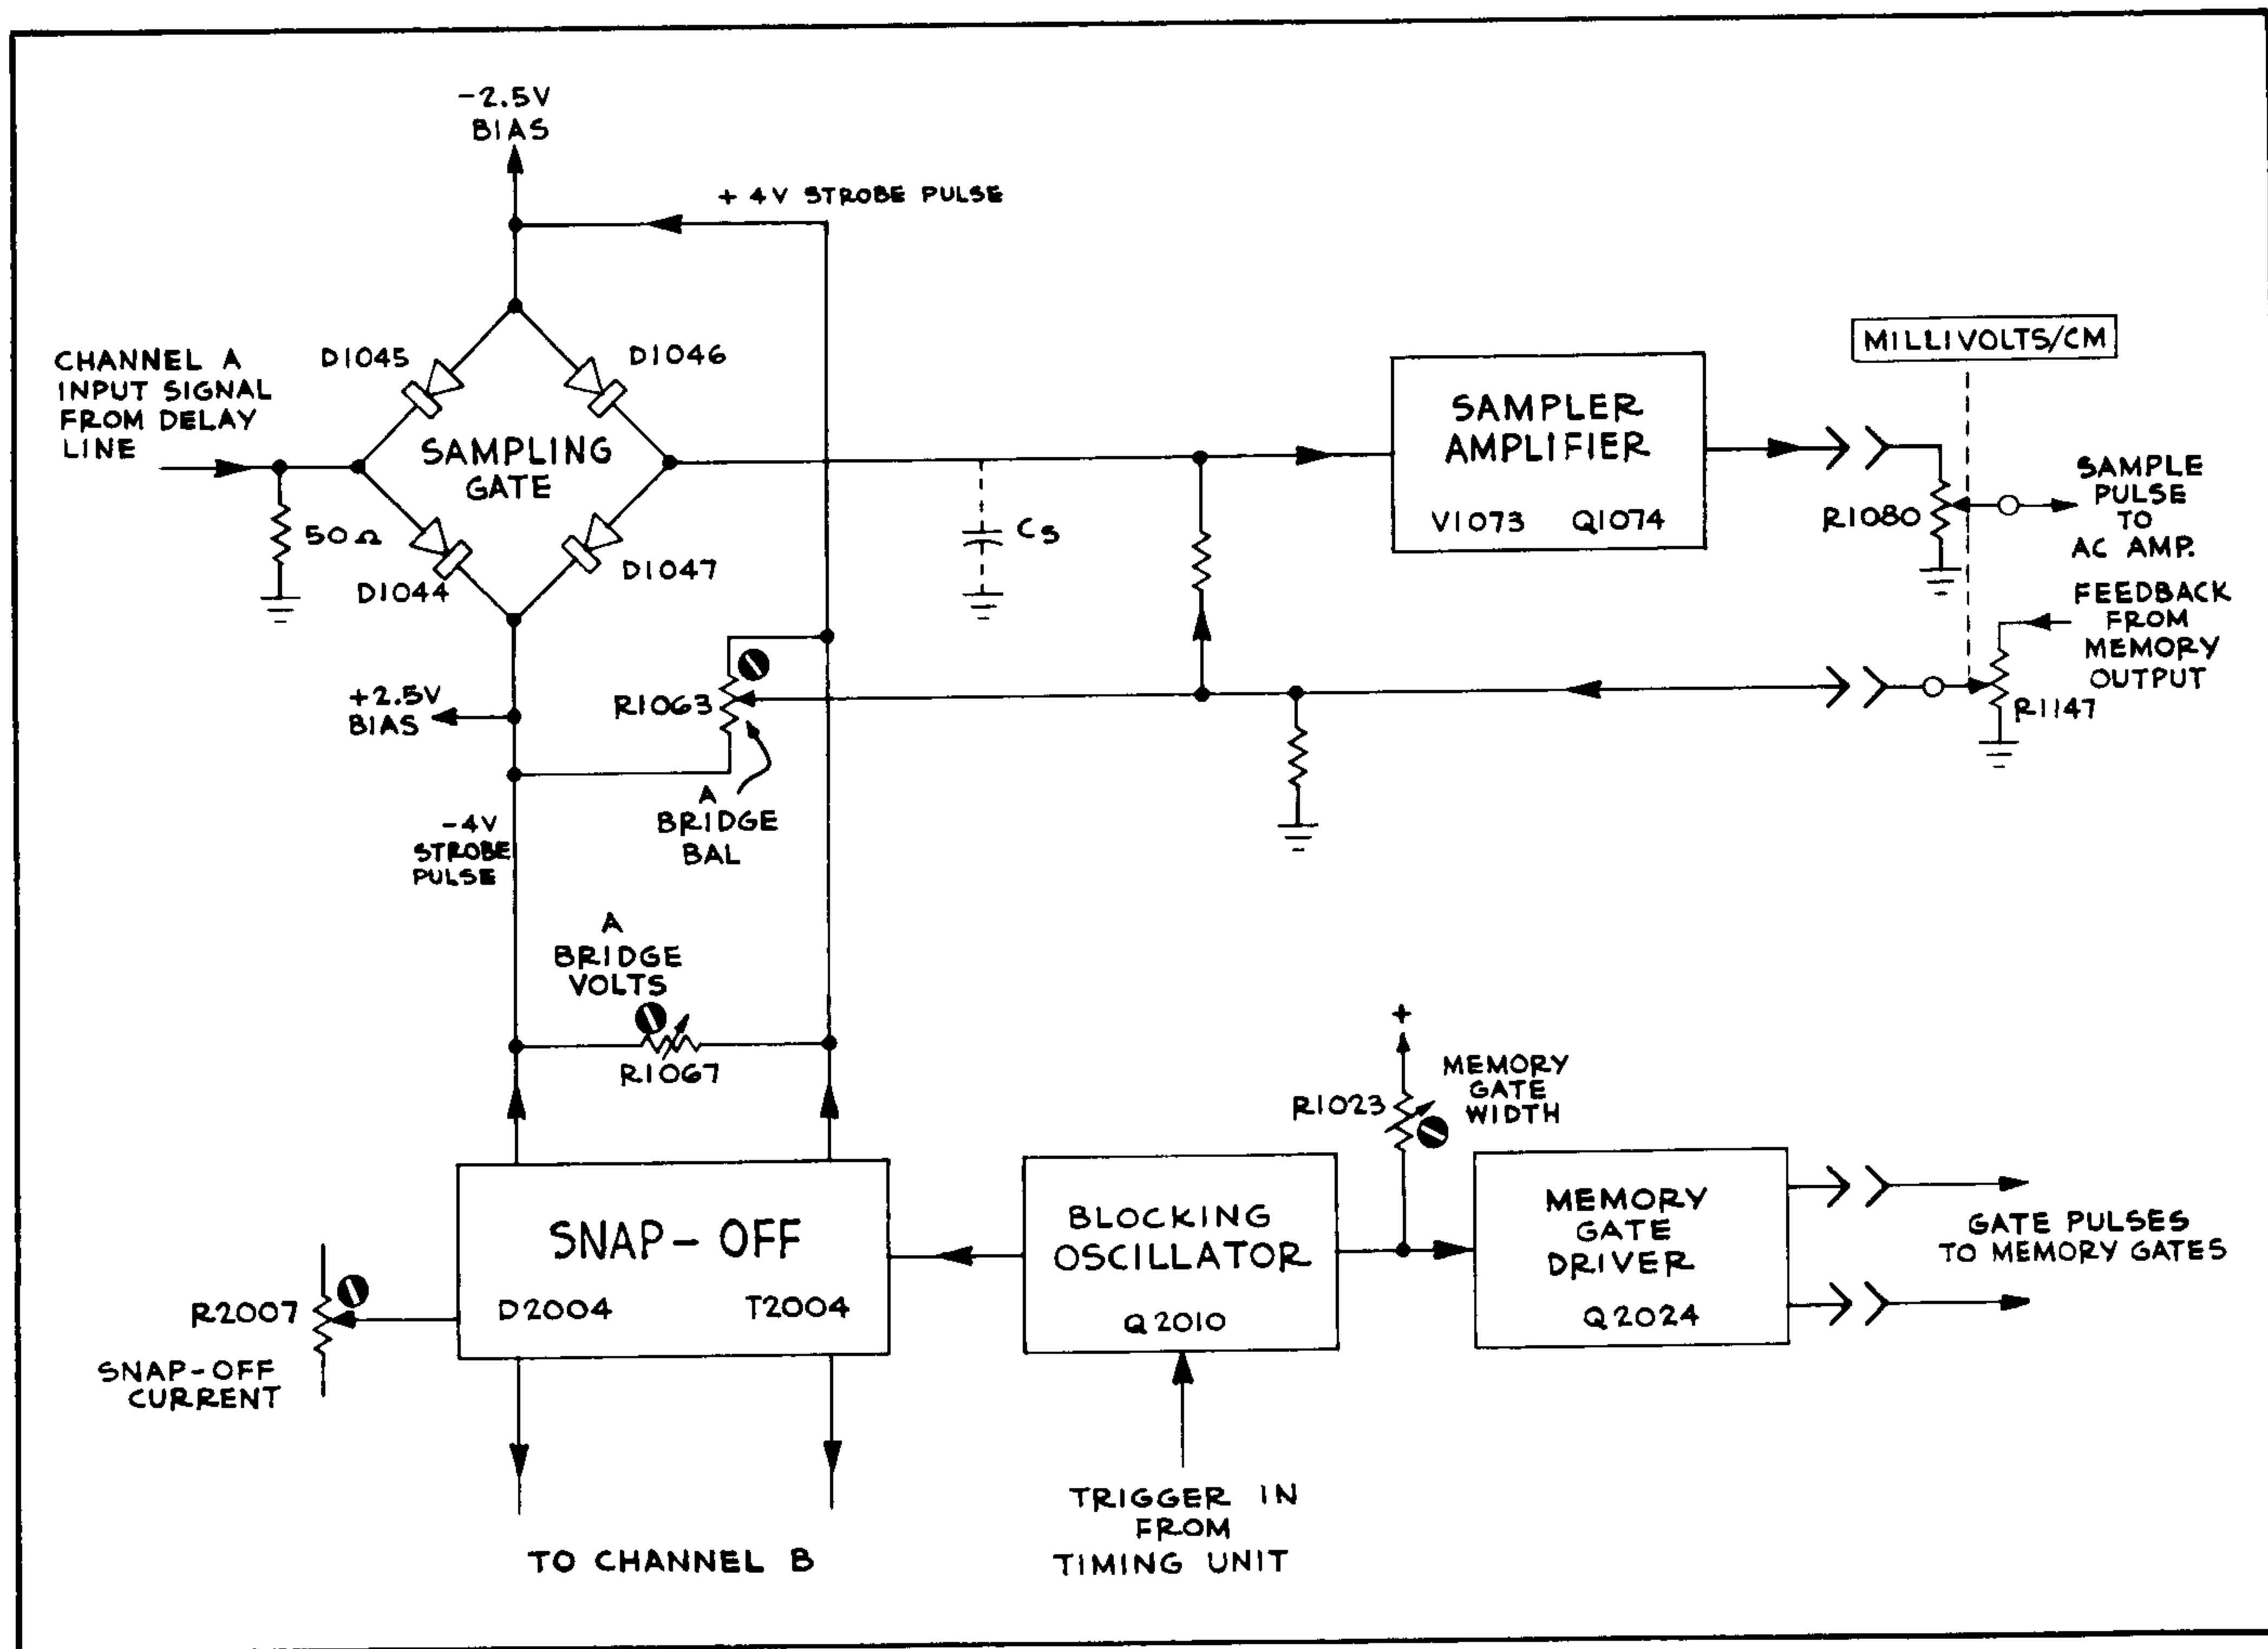 -2.5V
BIAS
+ 4V STROBE PULSE
CHANNEL A
INPUT SIGNAL
FROM DELAY
LINE
D1045
D1046
SAMPLING
GATE
50Ω
D1044
D1047
Cs
SAMPLER
AMPLIFIER
V1073 Q1074
MILLIVOLTS/CM
R1080
SAMPLE
PULSE
TO
AC AMP.
FEEDBACK
FROM
MEMORY
OUTPUT
R1147
+2.5V
BIAS
R1063
A
BRIDGE
BAL
-4V
STROBE
PULSE
A
BRIDGE
VOLTS
R1067
+
R1023
MEMORY
GATE
WIDTH
SNAP-OFF
D2004 T2004
BLOCKING
OSCILLATOR
Q2010
MEMORY
GATE
DRIVER
Q2024
GATE PULSES
TO MEMORY GATES
R2007
SNAP-OFF
CURRENT
TO CHANNEL B
TRIGGER IN
FROM
TIMING UNIT